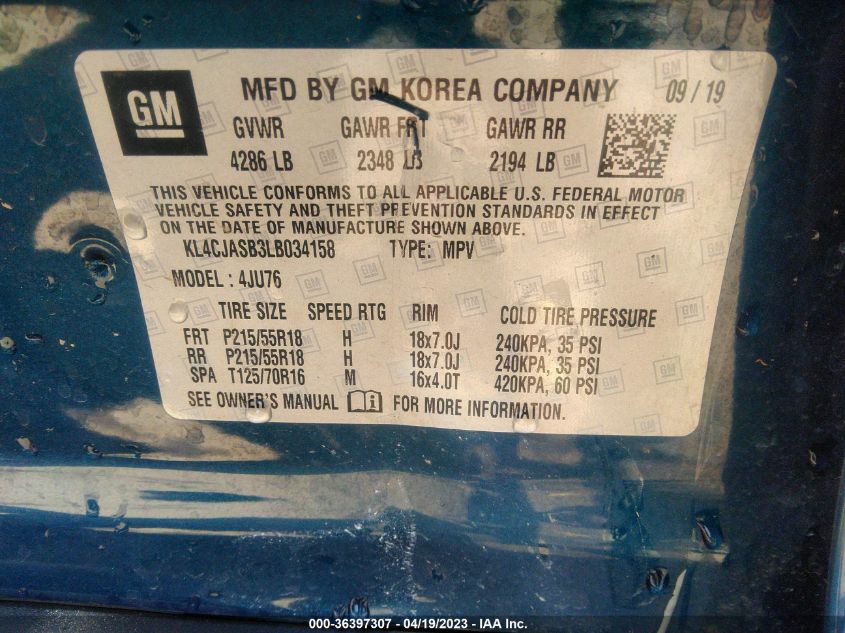 GM MFD BY GM KOREA COMPANY 09/19
GVWR GAWR FRT GAWR RR
4286 LB 2348 LB 2194 LB
THIS VEHICLE CONFORMS TO ALL APPLICABLE U.S. FEDERAL MOTOR
VEHICLE SAFETY AND THEFT PREVENTION STANDARDS IN EFFECT
ON THE DATE OF MANUFACTURE SHOWN ABOVE.
KL4CJASB3LB034158 TYPE: MPV
MODEL: 4JU76
TIRE SIZE SPEED RTG RIM COLD TIRE PRESSURE
FRT P215/55R18 H 18x7.0J 240KPA, 35 PSI
RR P215/55R18 H 18x7.0J 240KPA, 35 PSI
SPA T125/70R16 M 16x4.0T 420KPA, 60 PSI
SEE OWNER'S MANUAL i FOR MORE INFORMATION.
000-36397307 - 04/19/2023 - IAA Inc.